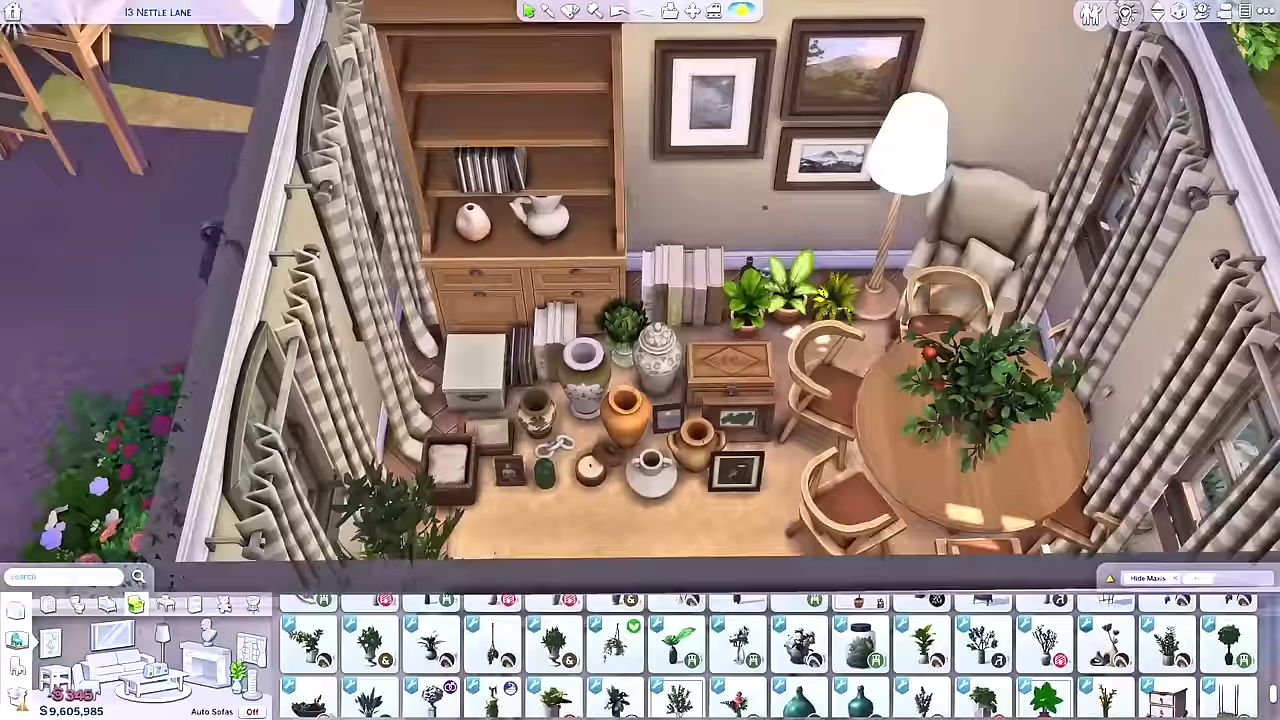 13 NETTLE LANE
Search
Hide Maxis ×
$345
$9,605,985
Auto Sofas Off